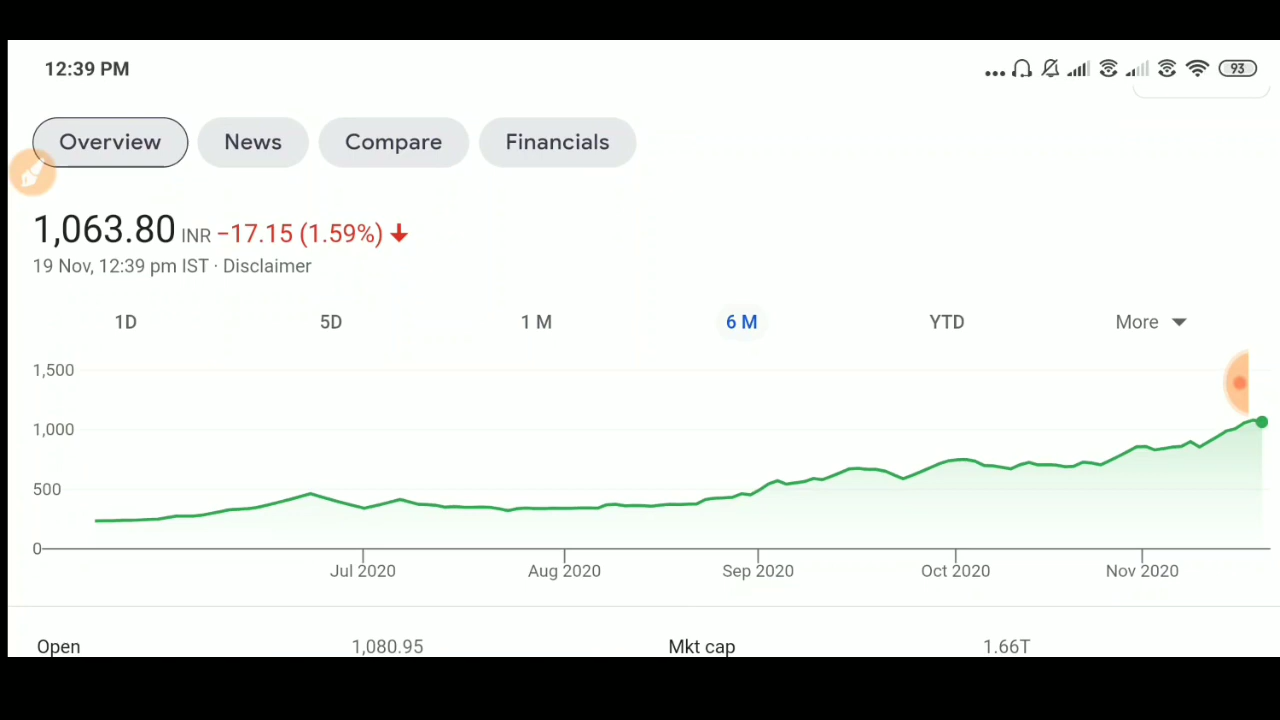 12:39 PM
93
Overview News Compare Financials
1,063.80 INR −17.15 (1.59%)
19 Nov, 12:39 pm IST · Disclaimer
1D 5D 1 M 6 M YTD More
1,500
1,000
500
0
Jul 2020 Aug 2020 Sep 2020 Oct 2020 Nov 2020
Open 1,080.95 Mkt cap 1.66T